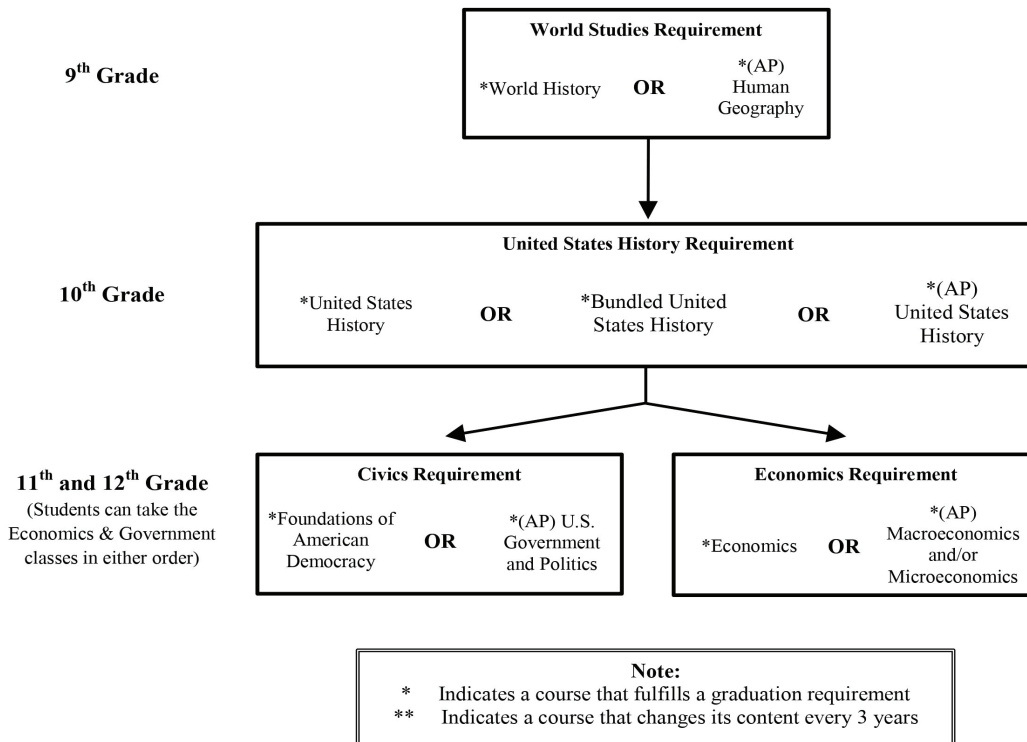 World Studies Requirement
9th Grade
*World History
OR
*(AP)
Human
Geography
United States History Requirement
10th Grade
*United States
History
OR
*Bundled United
States History
OR
*(AP)
United States
History
11th and 12th Grade
(Students can take the
Economics & Government
classes in either order)
Civics Requirement
*Foundations of
American
Democracy
OR
*(AP) U.S.
Government
and Politics
Economics Requirement
*Economics
OR
*(AP)
Macroeconomics
and/or
Microeconomics
Note:
* Indicates a course that fulfills a graduation requirement
** Indicates a course that changes its content every 3 years